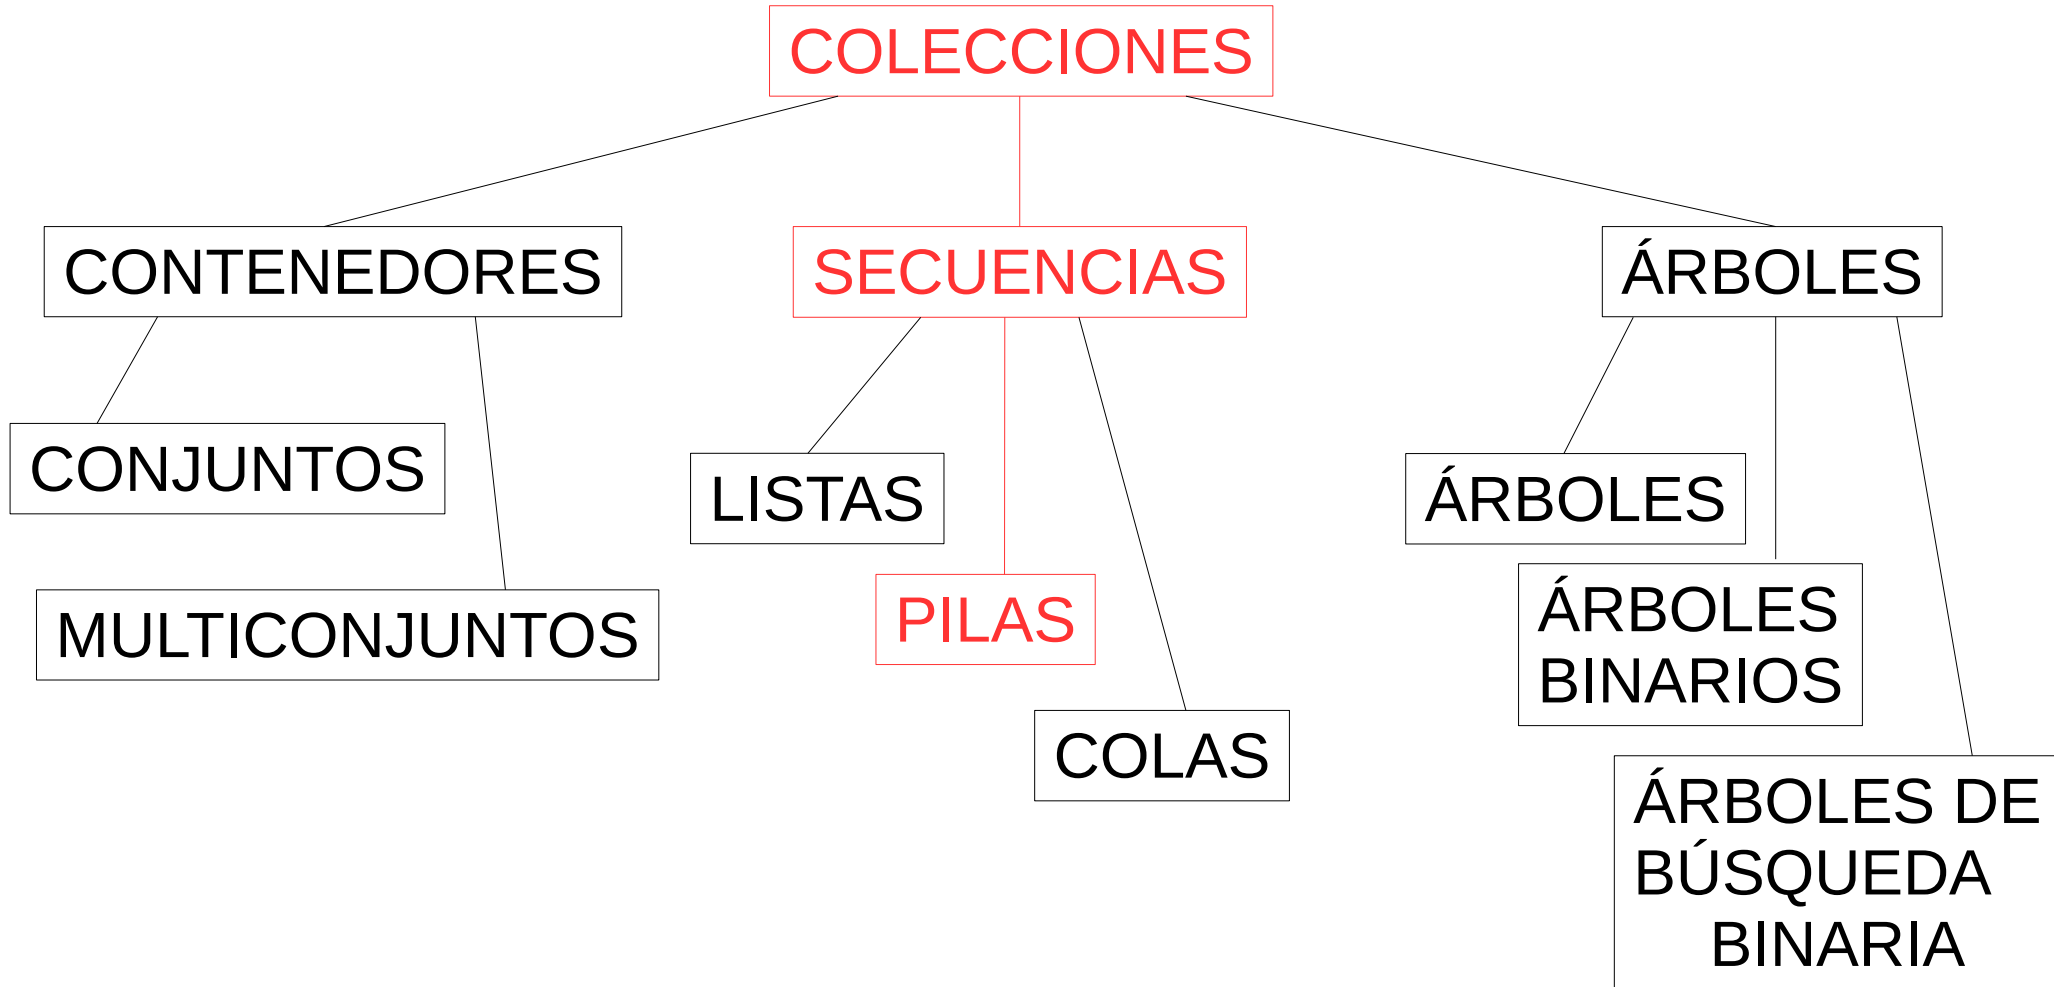 COLECCIONES
CONTENEDORES
SECUENCIAS
ÁRBOLES
CONJUNTOS
LISTAS
ÁRBOLES
MULTICONJUNTOS
PILAS
ÁRBOLES
BINARIOS
COLAS
ÁRBOLES DE
BÚSQUEDA
BINARIA